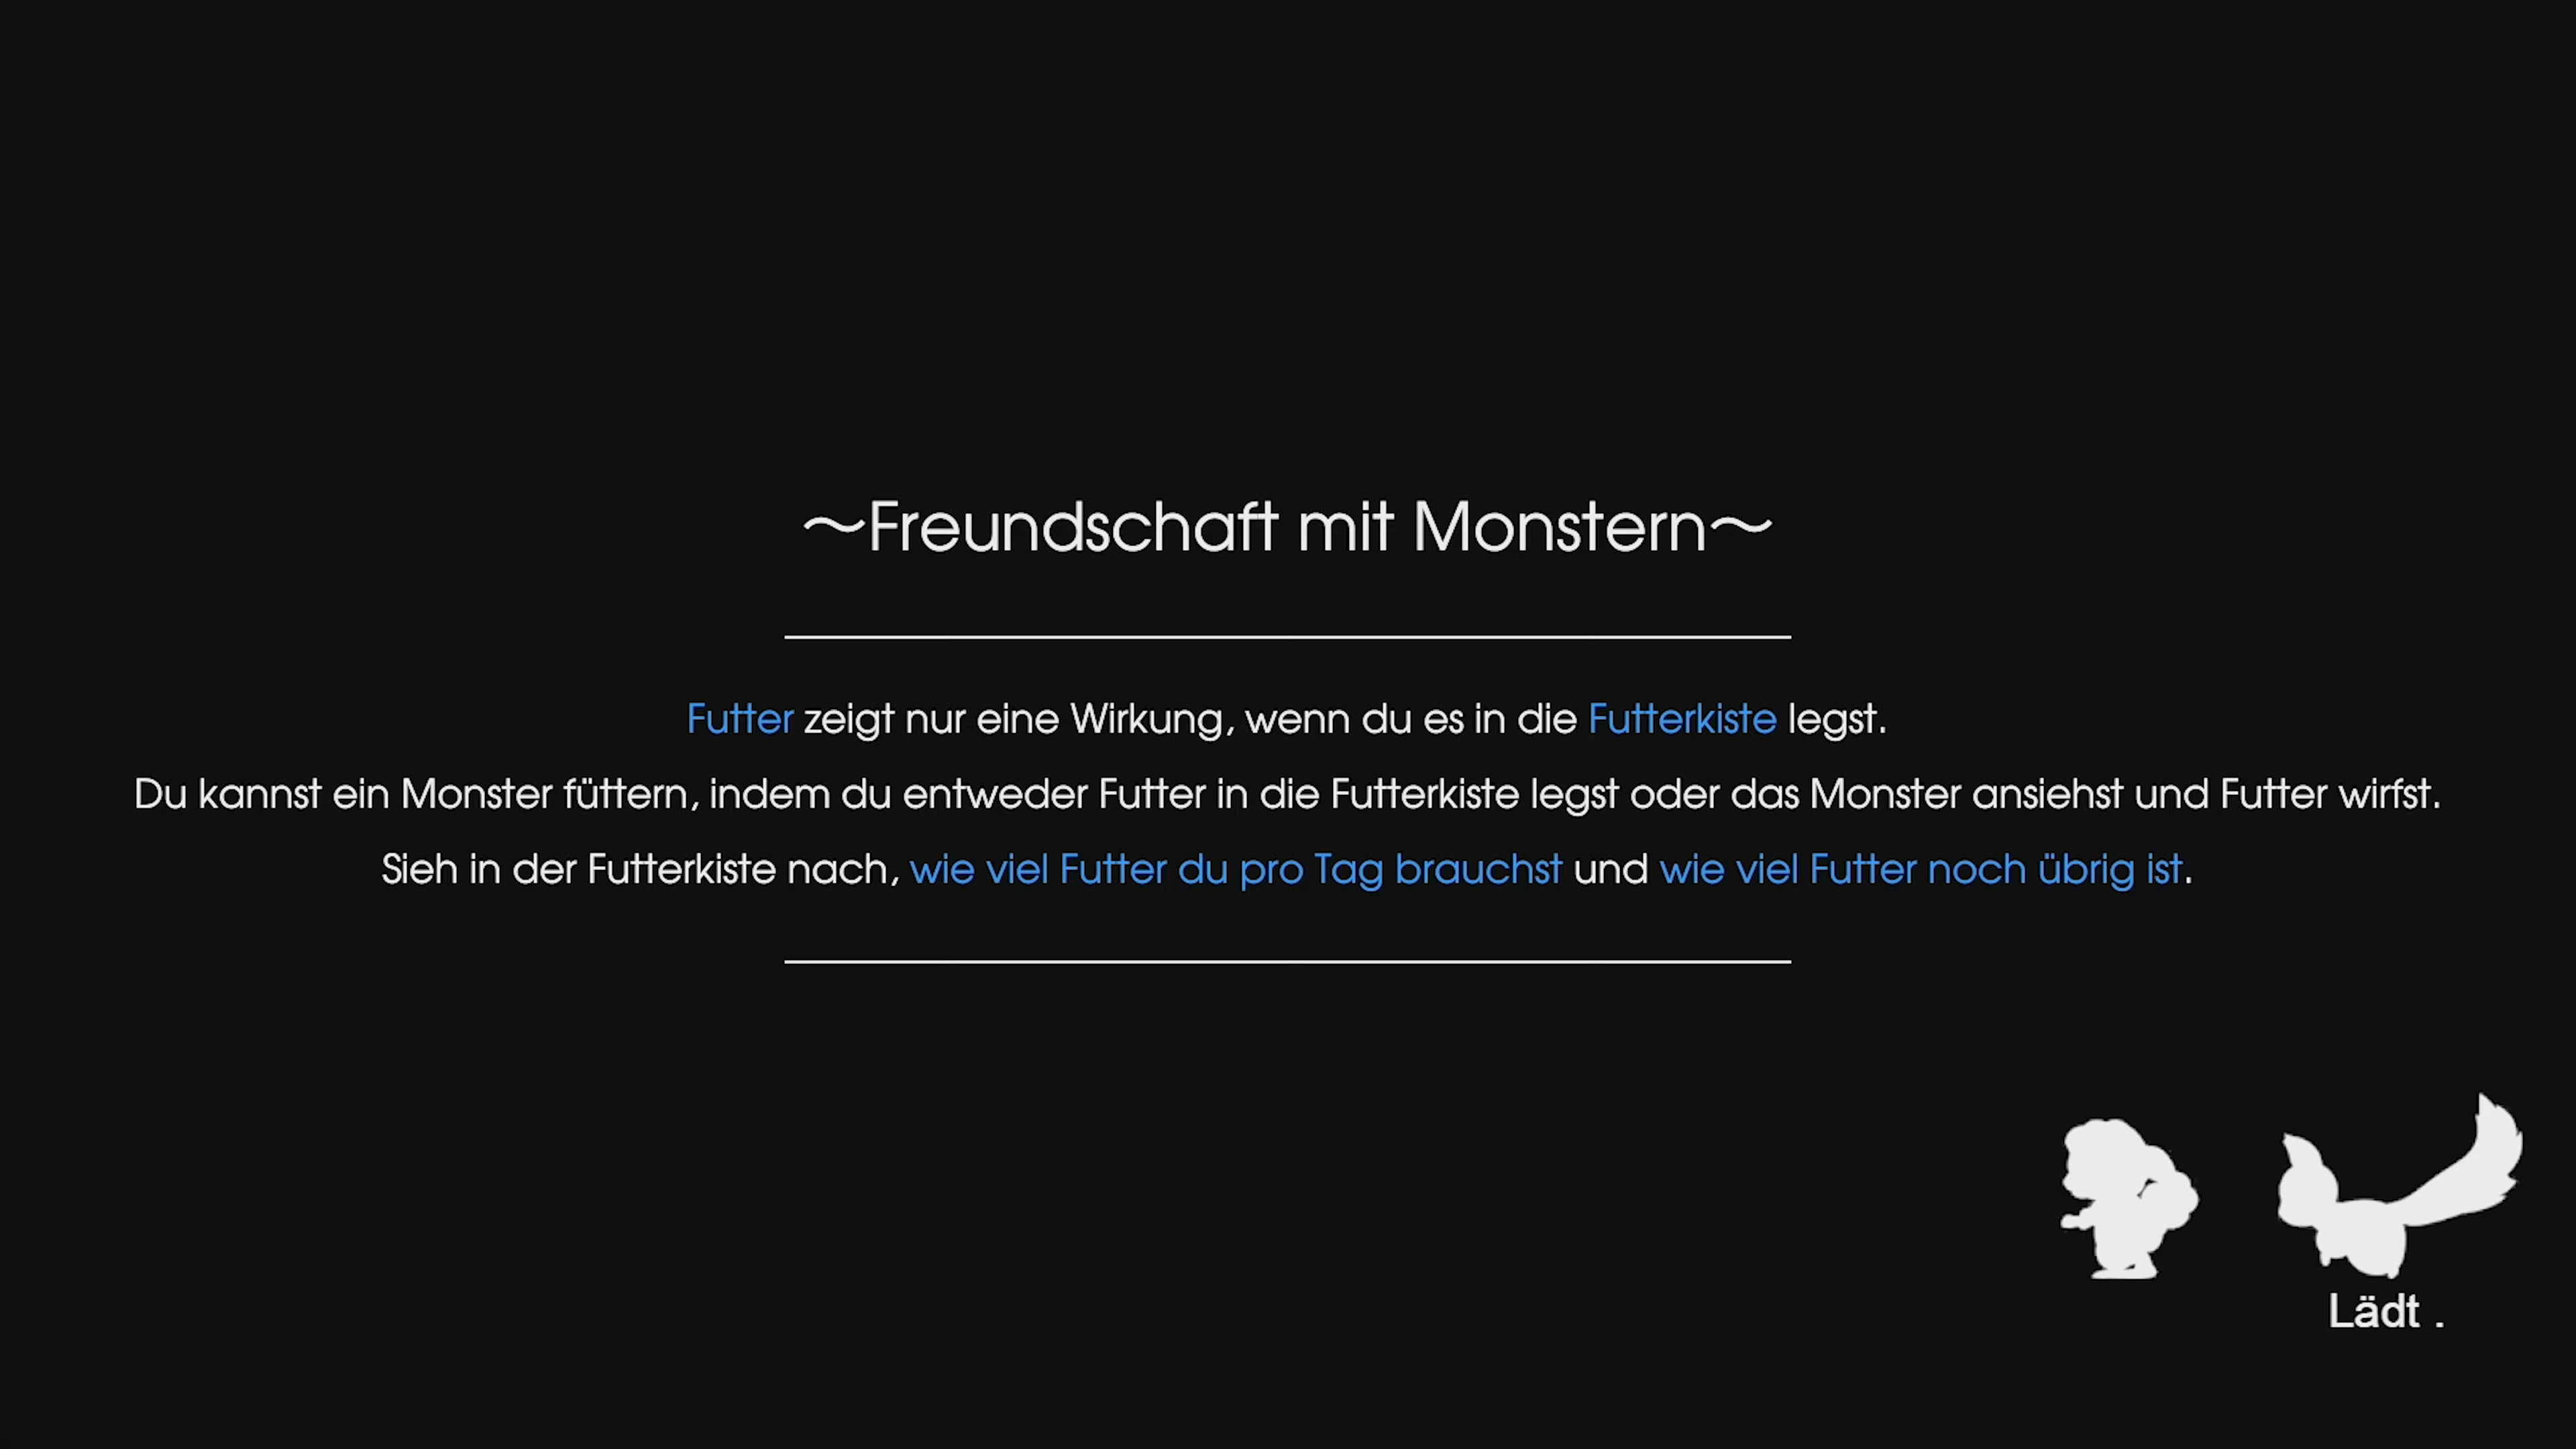 ～Freundschaft mit Monstern～
Futter zeigt nur eine Wirkung, wenn du es in die Futterkiste legst.
Du kannst ein Monster füttern, indem du entweder Futter in die Futterkiste legst oder das Monster ansiehst und Futter wirfst.
Sieh in der Futterkiste nach, wie viel Futter du pro Tag brauchst und wie viel Futter noch übrig ist.
Lädt .